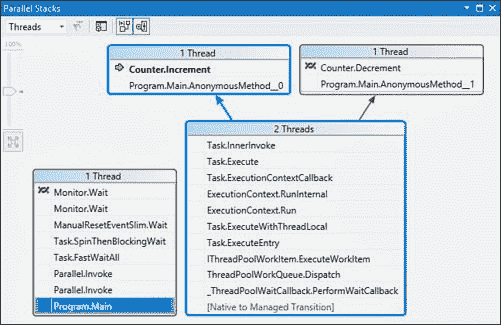 Parallel Stacks
Threads
100%
1 Thread
Counter.Increment
Program.Main.AnonymousMethod__0
1 Thread
Counter.Decrement
Program.Main.AnonymousMethod__1
2 Threads
Task.InnerInvoke
Task.Execute
Task.ExecutionContextCallback
ExecutionContext.RunInternal
ExecutionContext.Run
Task.ExecuteWithThreadLocal
Task.ExecuteEntry
IThreadPoolWorkItem.ExecuteWorkItem
ThreadPoolWorkQueue.Dispatch
_ThreadPoolWaitCallback.PerformWaitCallback
[Native to Managed Transition]
1 Thread
Monitor.Wait
Monitor.Wait
ManualResetEventSlim.Wait
Task.SpinThenBlockingWait
Task.FastWaitAll
Parallel.Invoke
Parallel.Invoke
Program.Main